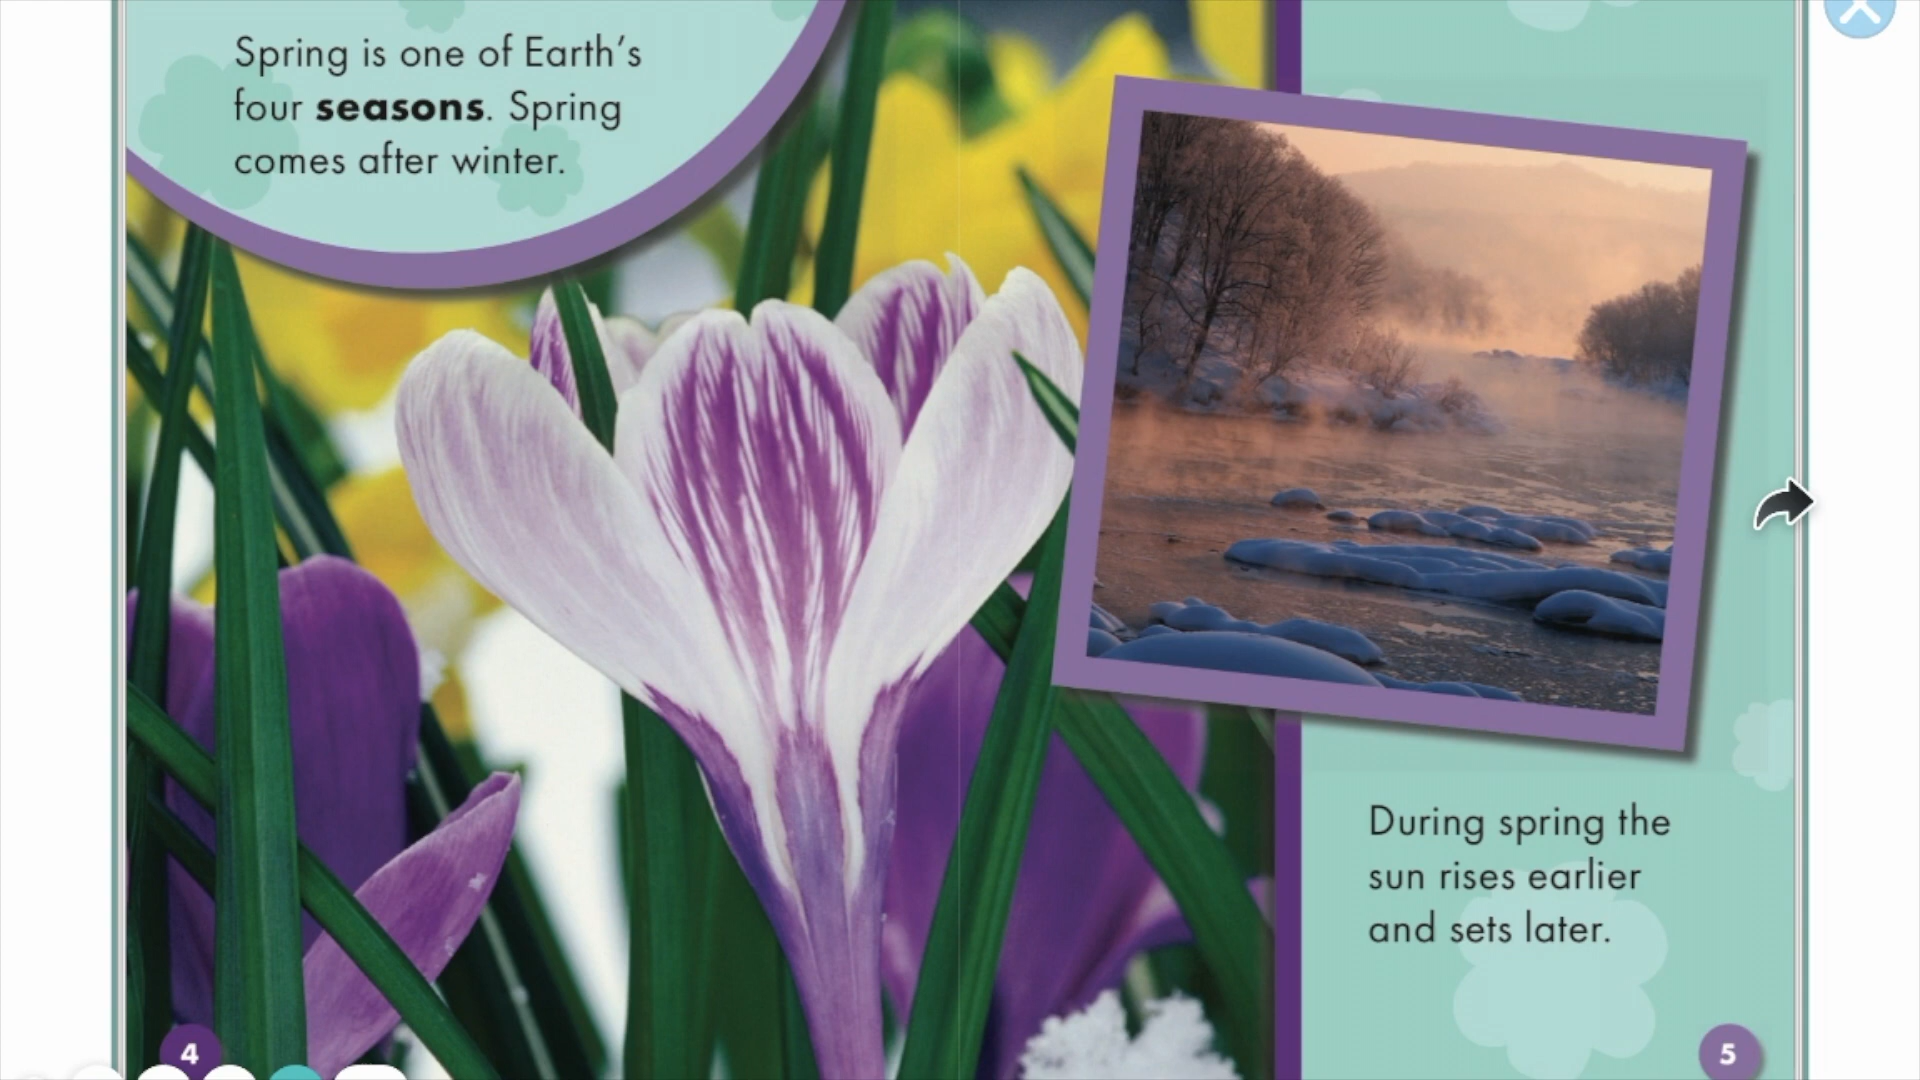 Spring is one of Earth's
four seasons. Spring
comes after winter.
During spring the
sun rises earlier
and sets later.
4
5